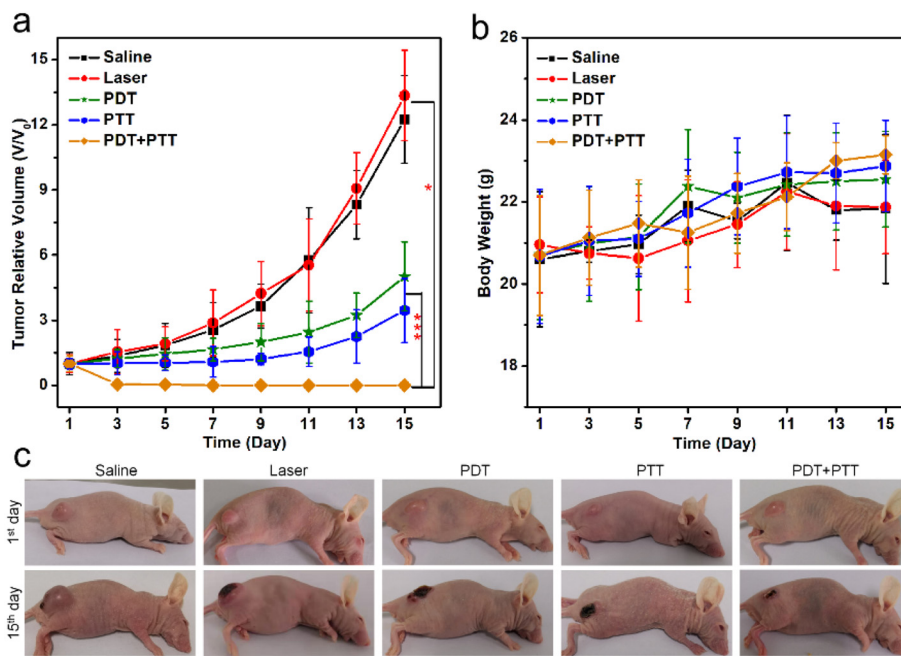 a
Tumor Relative Volume (V/V₀)
15
12
9
6
3
0
Saline
Laser
PDT
PTT
PDT+PTT
*
***
1 3 5 7 9 11 13 15
Time (Day)
b
Body Weight (g)
26
24
22
20
18
Saline
Laser
PDT
PTT
PDT+PTT
1 3 5 7 9 11 13 15
Time (Day)
c
Saline Laser PDT PTT PDT+PTT
1ˢᵗ day
15ᵗʰ day